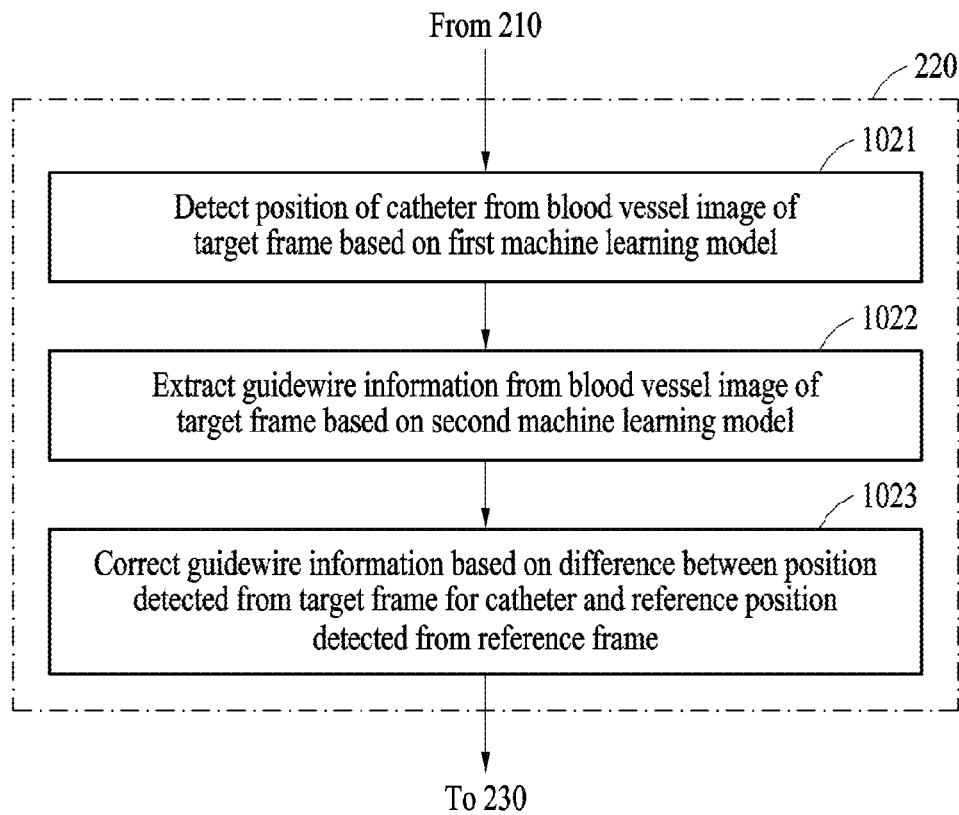 From 210
220
1021
Detect position of catheter from blood vessel image of
target frame based on first machine learning model
1022
Extract guidewire information from blood vessel image of
target frame based on second machine learning model
1023
Correct guidewire information based on difference between position
detected from target frame for catheter and reference position
detected from reference frame
To 230